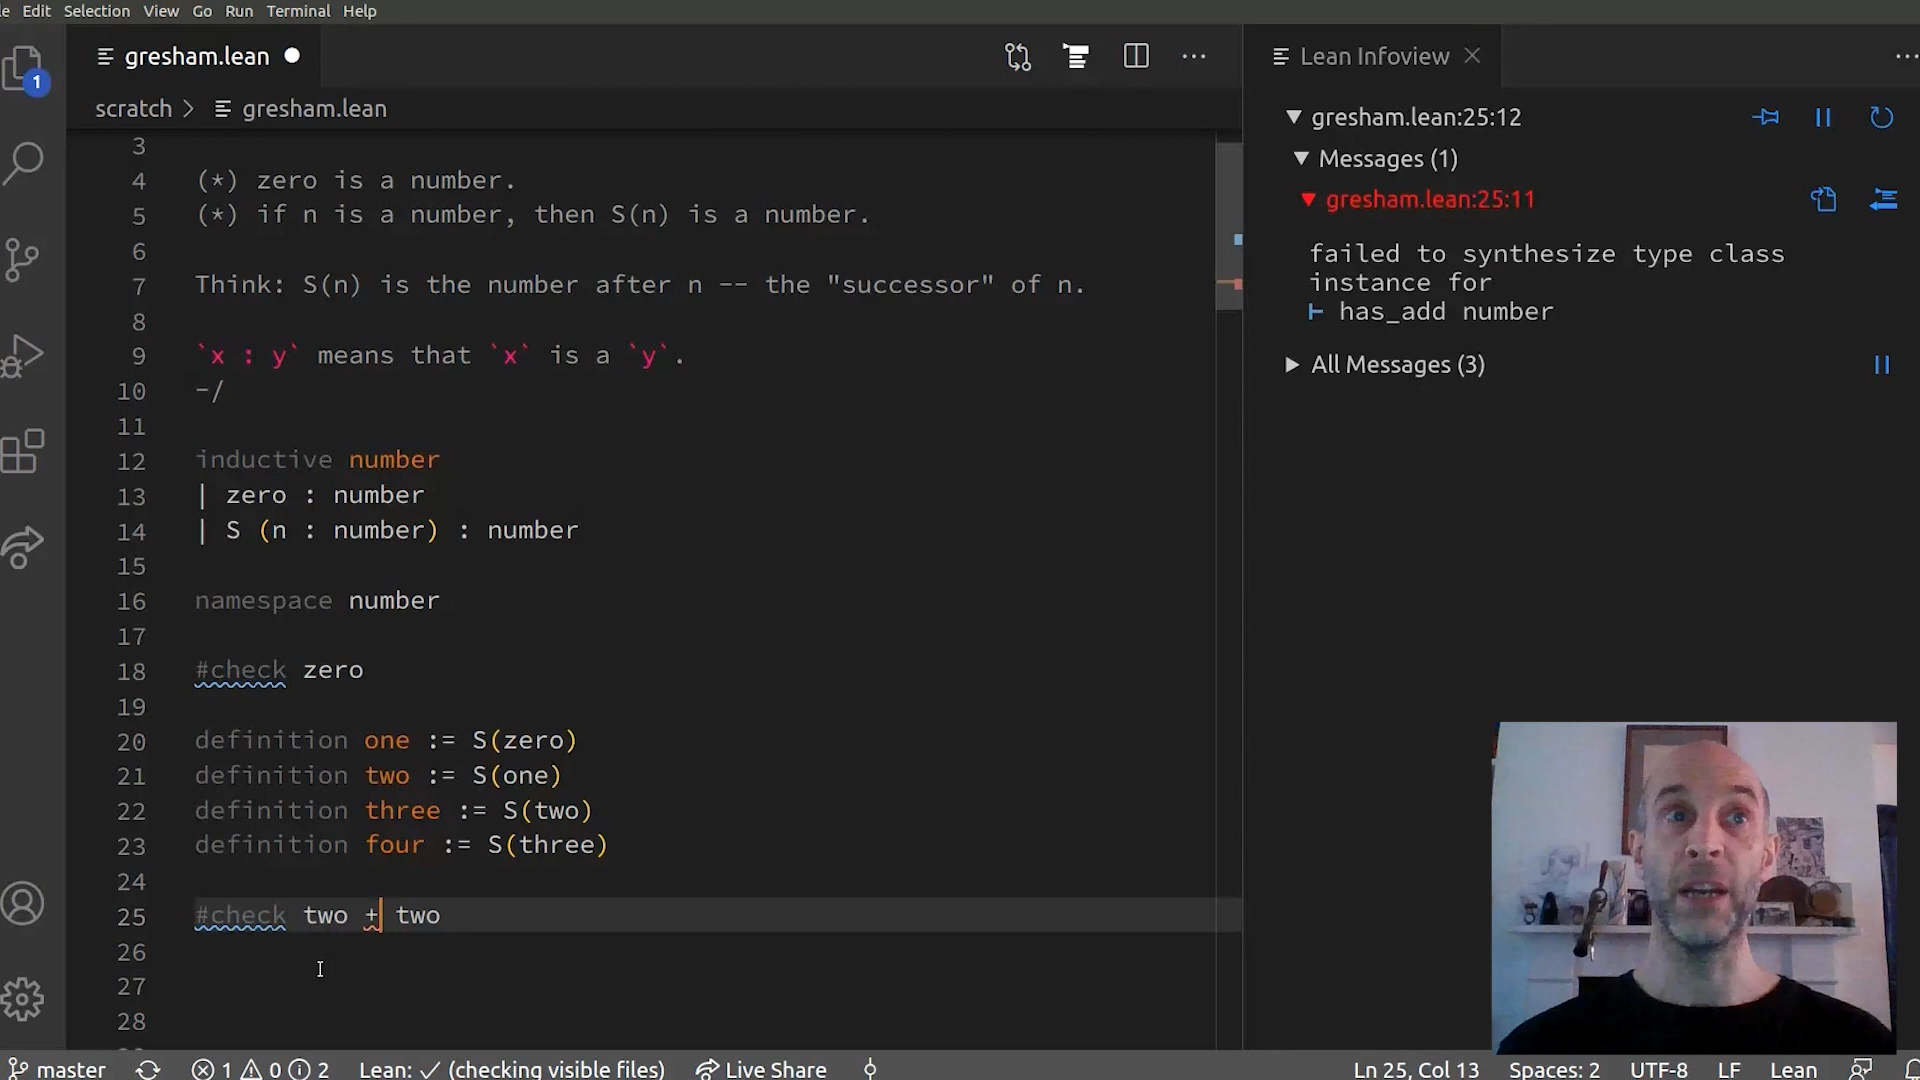 le Edit Selection View Go Run Terminal Help
gresham.lean
Lean Infoview
scratch > gresham.lean
1
3
4 (*) zero is a number.
5 (*) if n is a number, then S(n) is a number.
6
7 Think: S(n) is the number after n -- the "successor" of n.
8
9 `x : y` means that `x` is a `y`.
10 -/
11
12 inductive number
13 | zero : number
14 | S (n : number) : number
15
16 namespace number
17
18 #check zero
19
20 definition one := S(zero)
21 definition two := S(one)
22 definition three := S(two)
23 definition four := S(three)
24
25 #check two + two
26
27
28
gresham.lean:25:12
Messages (1)
gresham.lean:25:11
failed to synthesize type class
instance for
⊢ has_add number
All Messages (3)
master 1 0 2 Lean: ✓ (checking visible files) Live Share Ln 25, Col 13 Spaces: 2 UTF-8 LF Lean